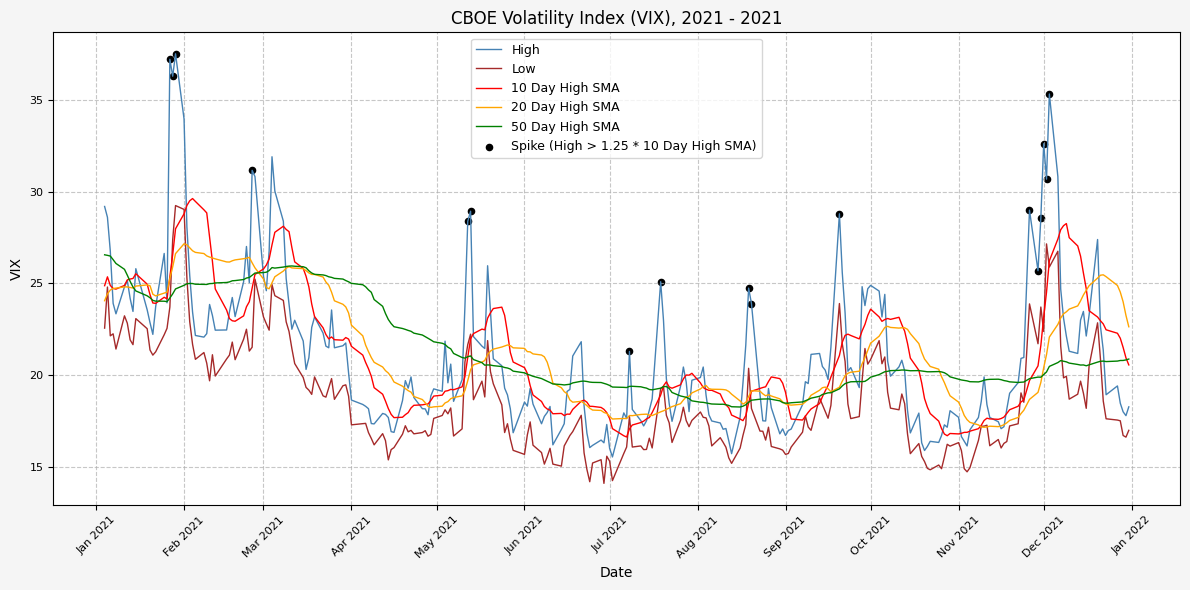 CBOE Volatility Index (VIX), 2021 - 2021
High
Low
10 Day High SMA
20 Day High SMA
50 Day High SMA
Spike (High > 1.25 * 10 Day High SMA)
VIX
35
30
25
20
15
Jan 2021
Feb 2021
Mar 2021
Apr 2021
May 2021
Jun 2021
Jul 2021
Aug 2021
Sep 2021
Oct 2021
Nov 2021
Dec 2021
Jan 2022
Date